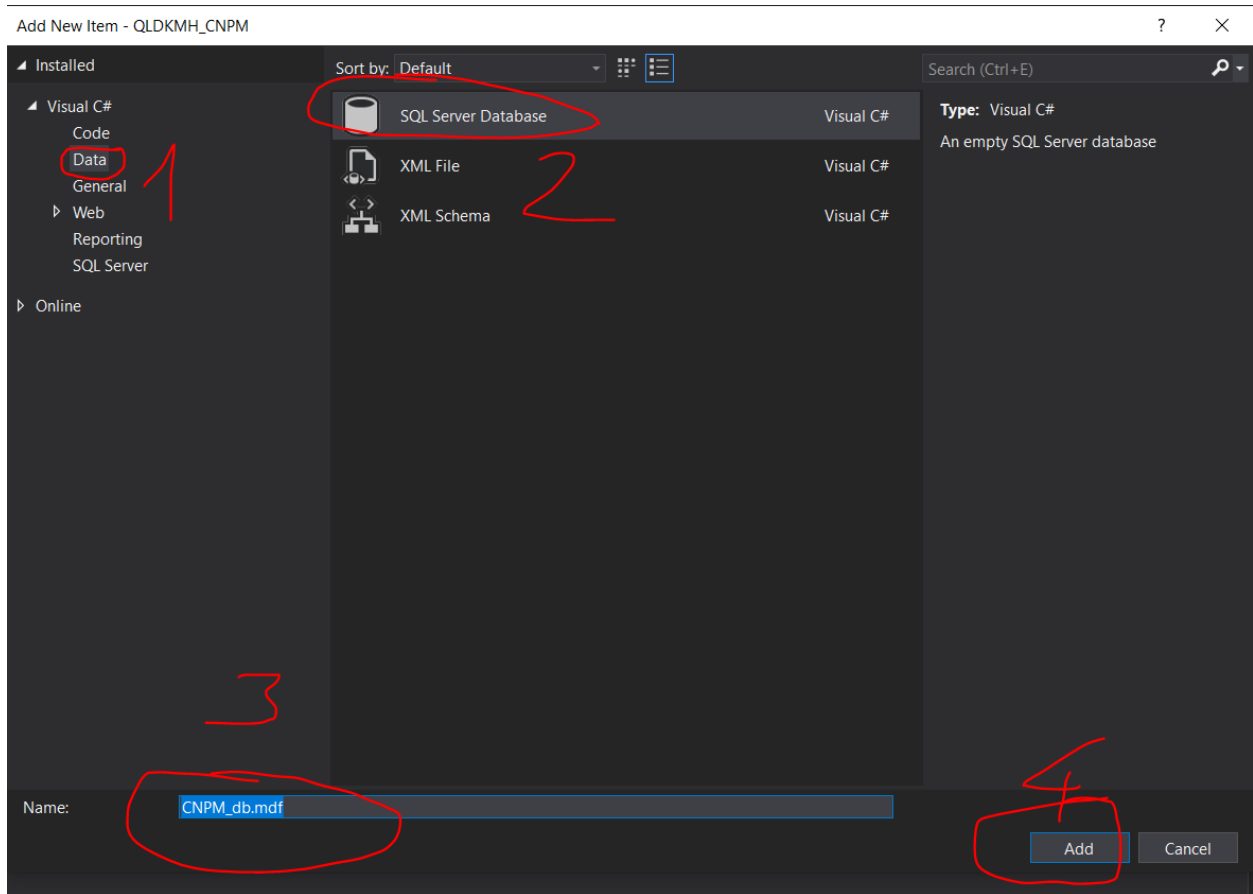 Add New Item - QLDKMH_CNPM
?
Installed
Sort by: Default
Search (Ctrl+E)
Visual C#
Code
Data
General
Web
Reporting
SQL Server
Online
1
SQL Server Database Visual C#
XML File Visual C#
2
XML Schema Visual C#
Type: Visual C#
An empty SQL Server database
3
4
Name: CNPM_db.mdf
Add Cancel